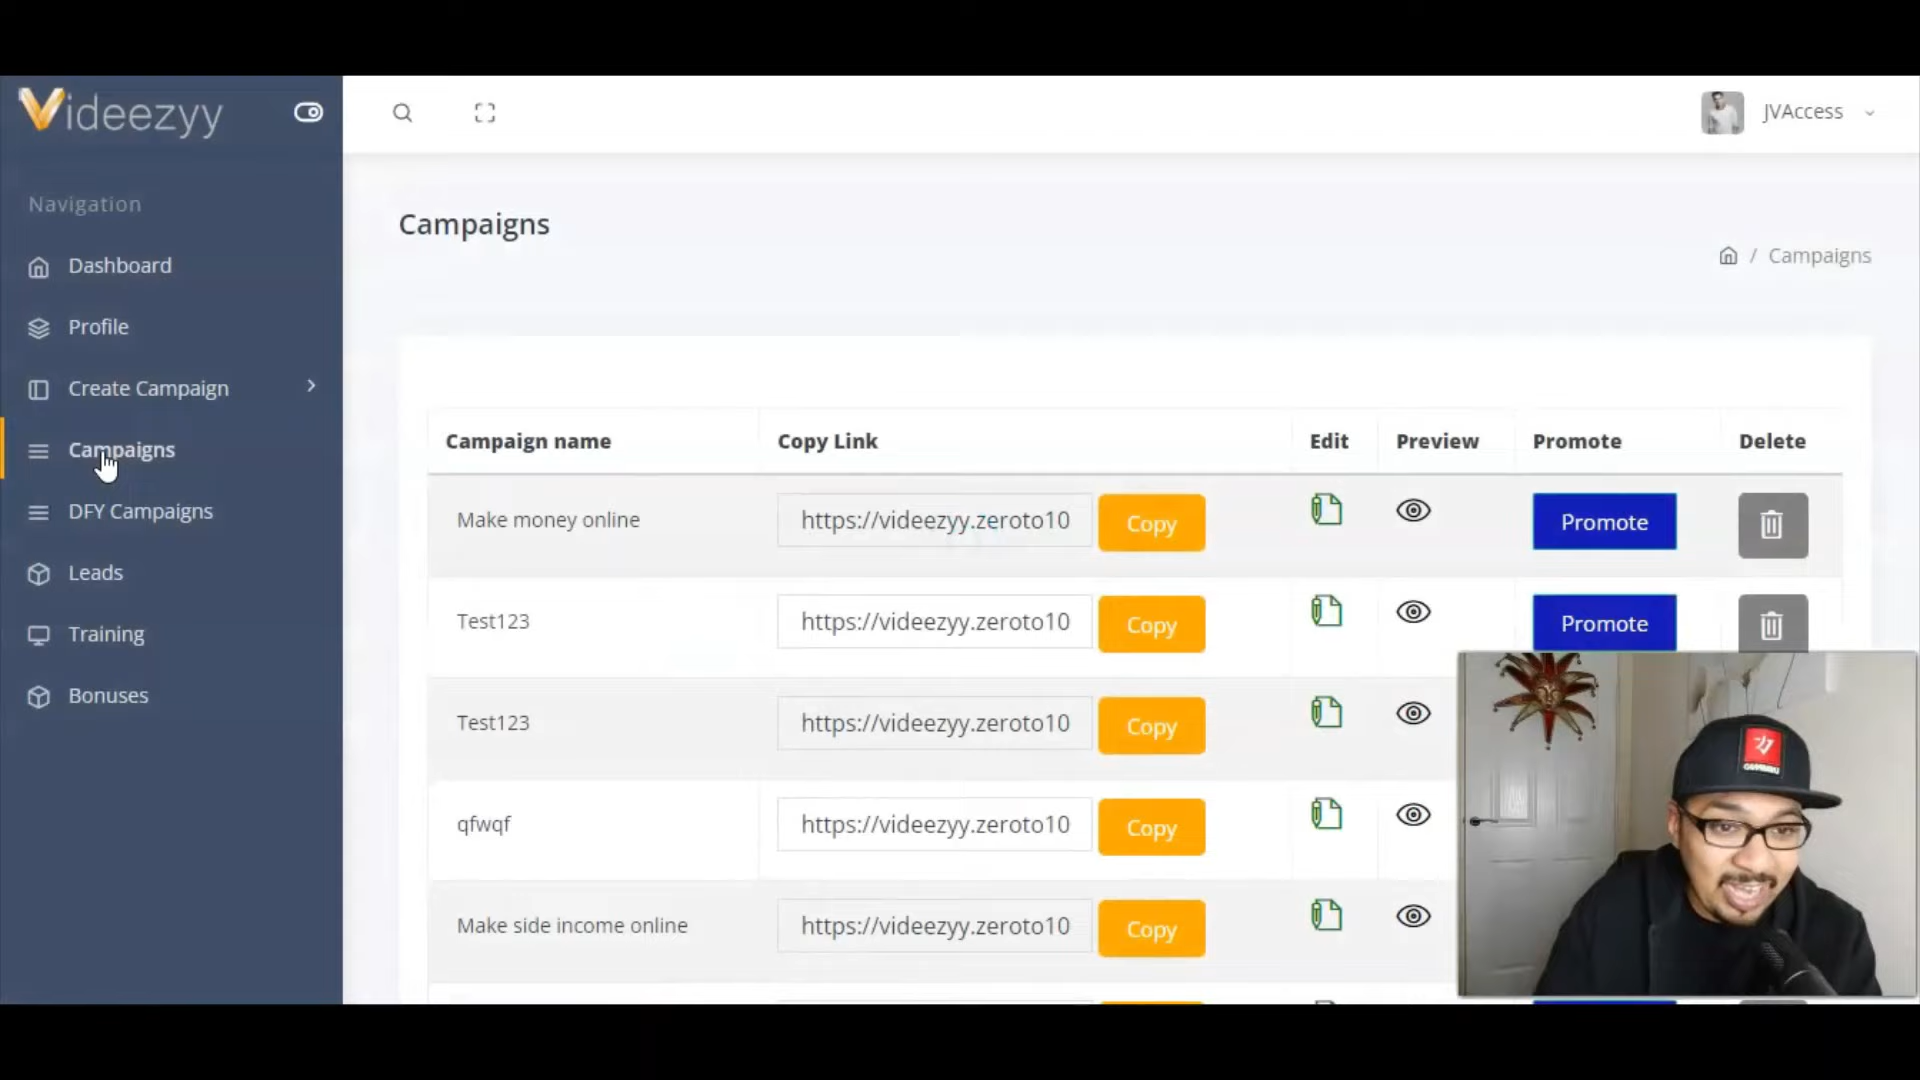 Videezyy
JVAccess
Navigation
Campaigns
/ Campaigns
Dashboard
Profile
Create Campaign
Campaigns
DFY Campaigns
Leads
Training
Bonuses
Campaign name Copy Link Edit Preview Promote Delete
Make money online https://videezyy.zeroto10 Copy Promote
Test123 https://videezyy.zeroto10 Copy Promote
Test123 https://videezyy.zeroto10 Copy
qfwqf https://videezyy.zeroto10 Copy
Make side income online https://videezyy.zeroto10 Copy